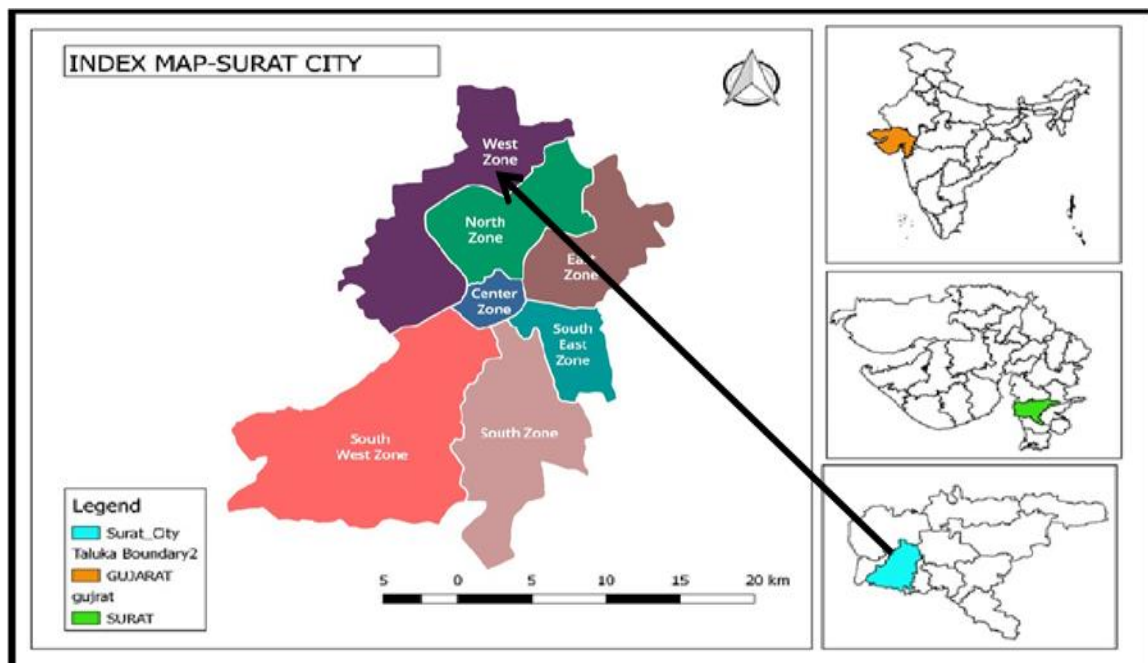 INDEX MAP-SURAT CITY
West
Zone
North
Zone
East
Zone
Center
Zone
South
East
Zone
South
West Zone
South Zone
Legend
Surat_City
Taluka Boundary2
GUJARAT
gujrat
SURAT
5 0 5 10 15 20 km